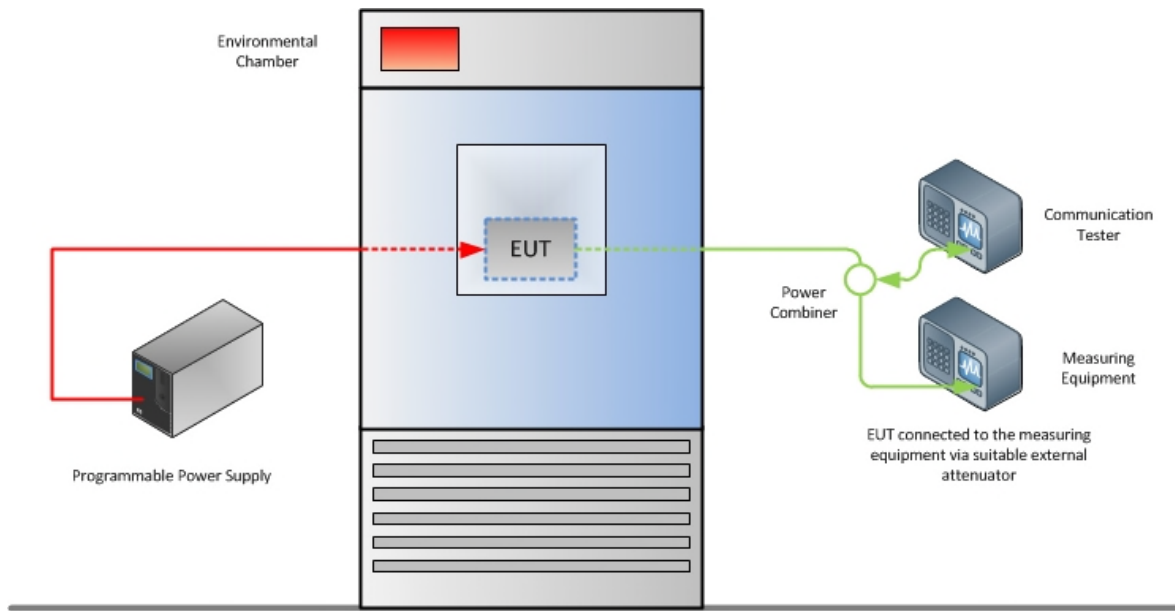 Environmental
Chamber
EUT
Communication
Tester
Power
Combiner
Measuring
Equipment
EUT connected to the measuring
equipment via suitable external
attenuator
Programmable Power Supply